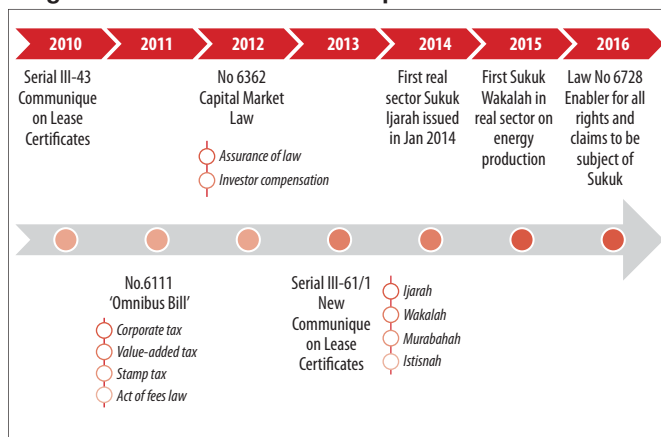 2010
2011
2012
2013
2014
2015
2016
Serial III-43
Communique
on Lease
Certificates
No 6362
Capital Market
Law
Assurance of law
Investor compensation
First real
sector Sukuk
Ijarah issued
in Jan 2014
First Sukuk
Wakalah in
real sector on
energy
production
Law No 6728
Enabler for all
rights and
claims to be
subject of
Sukuk
No.6111
'Omnibus Bill'
Corporate tax
Value-added tax
Stamp tax
Act of fees law
Serial III-61/1
New
Communique
on Lease
Certificates
Ijarah
Wakalah
Murabahah
Istisnah